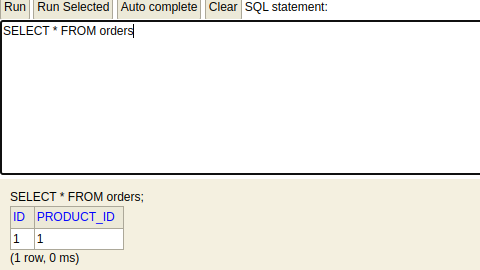 Run Run Selected Auto complete Clear SQL statement:
SELECT * FROM orders
SELECT * FROM orders;
ID PRODUCT_ID
1 1
(1 row, 0 ms)